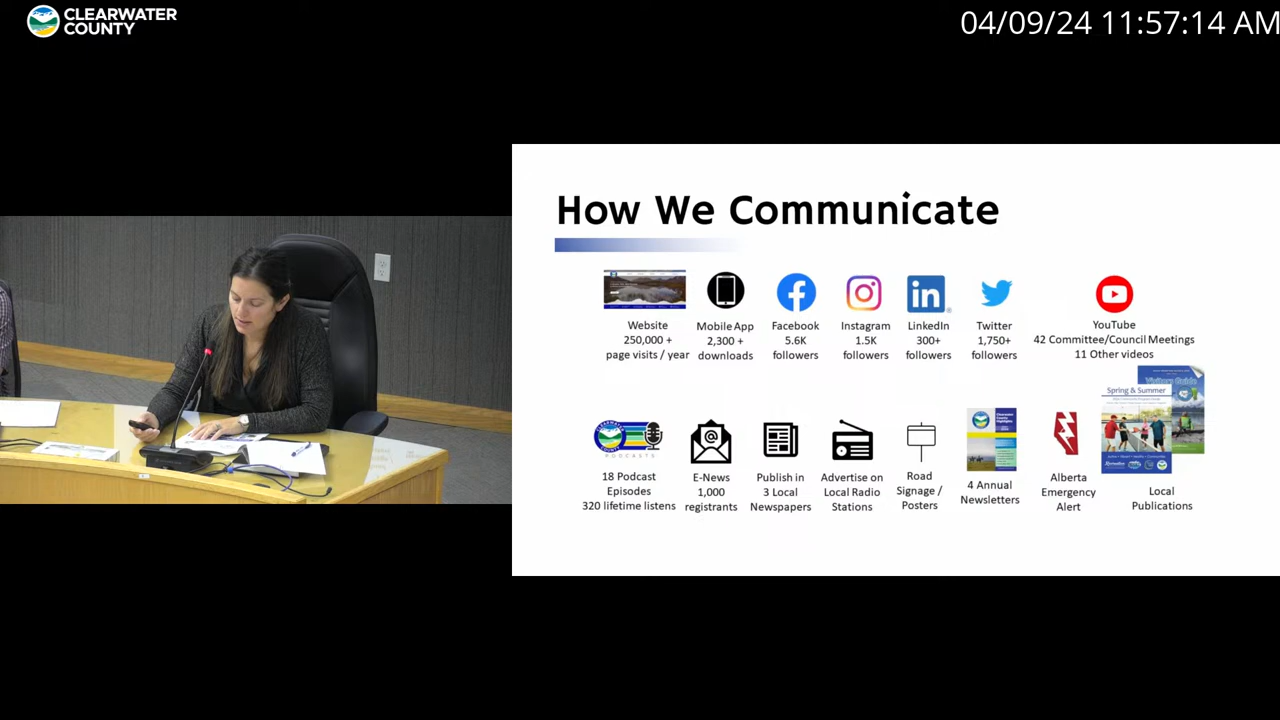 CLEARWATER
COUNTY
04/09/24 11:57:14 AM
How We Communicate
Website
250,000 +
page visits / year
Mobile App
2,300 +
downloads
Facebook
5.6K
followers
Instagram
1.5K
followers
LinkedIn
300+
followers
Twitter
1,750+
followers
YouTube
42 Committee/Council Meetings
11 Other videos
18 Podcast
Episodes
320 lifetime listens
E-News
1,000
registrants
Publish in
3 Local
Newspapers
Advertise on
Local Radio
Stations
Road
Signage /
Posters
4 Annual
Newsletters
Alberta
Emergency
Alert
Visitors Guide
Spring & Summer
Local
Publications
PODCASTS